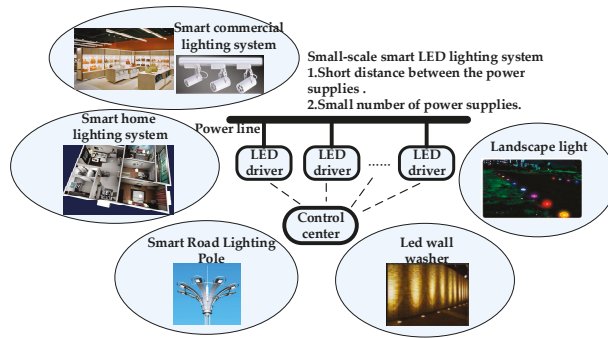 Smart commercial
lighting system
Small-scale smart LED lighting system
1.Short distance between the power
supplies .
2.Small number of power supplies.
Smart home
lighting system
Power line
Landscape light
LED
driver
LED
driver
......
LED
driver
Control
center
Smart Road Lighting
Pole
Led wall
washer